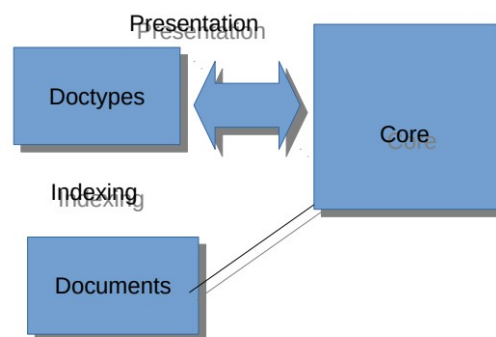 Presentation
Doctypes
Core
Indexing
Documents